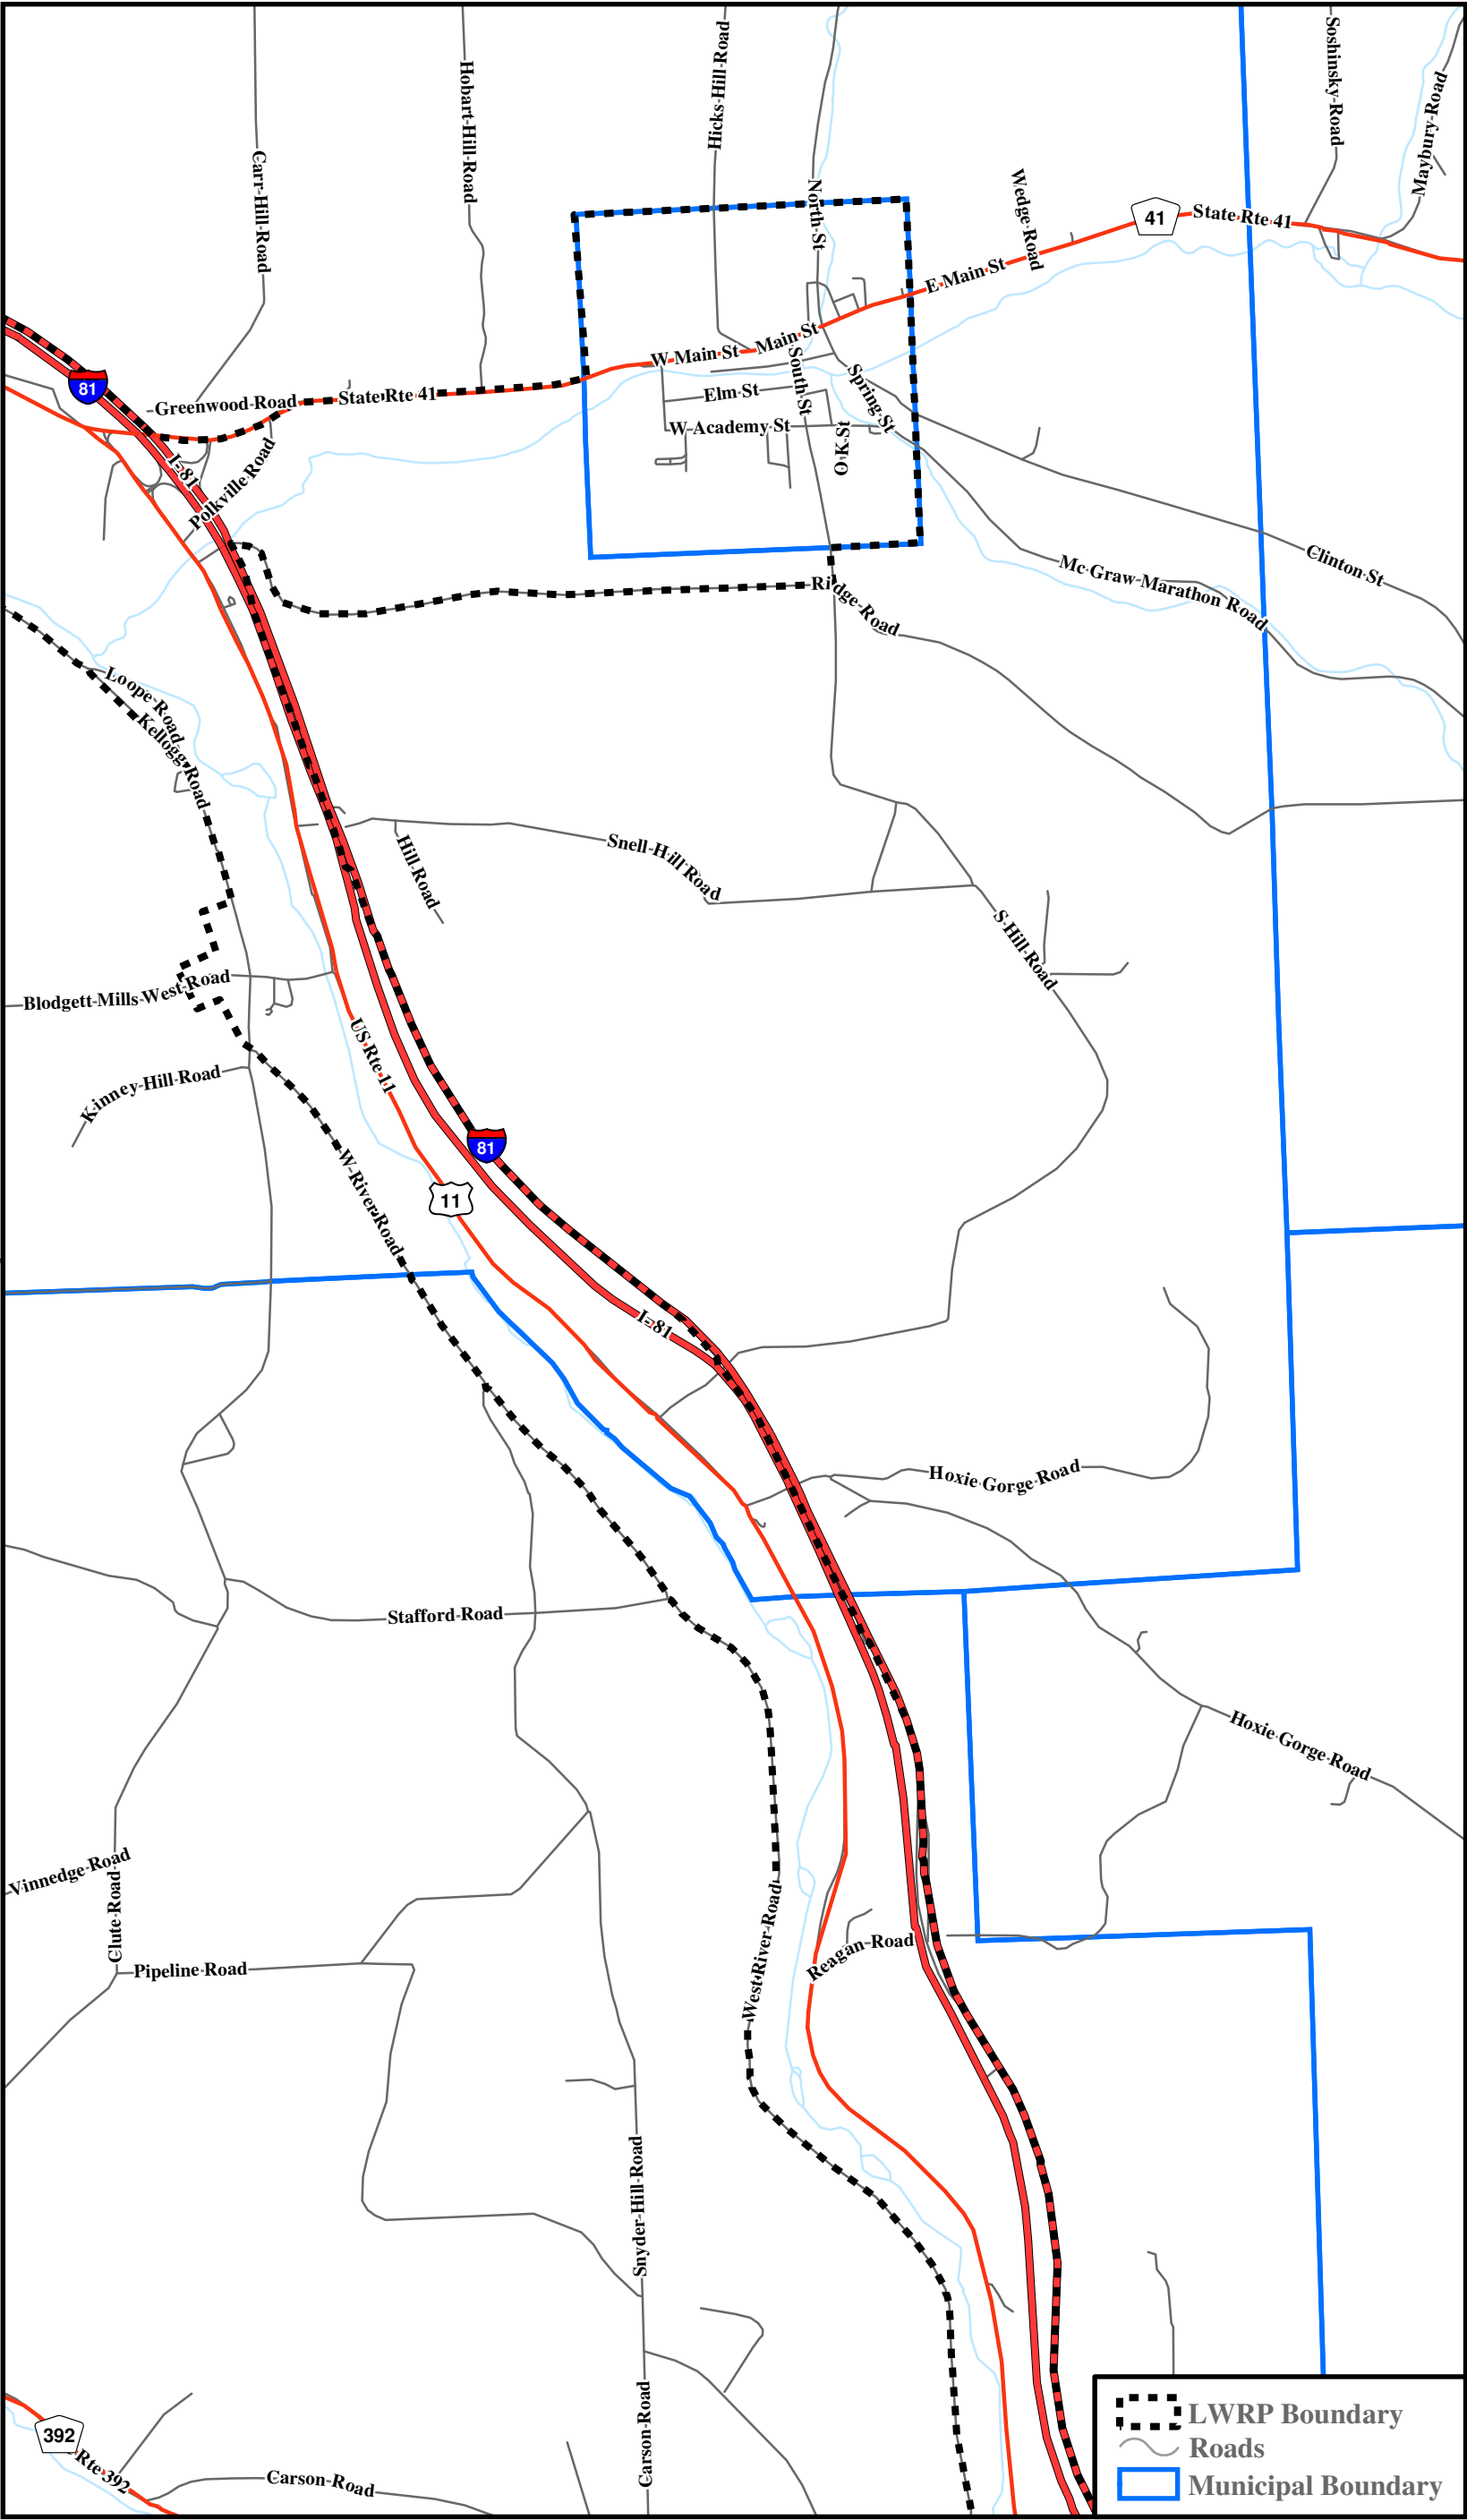 Soshinsky Road
Hicks Hill Road
Hobart Hill Road
Maybury Road
Carr Hill Road
Wedge Road
North St
41
State Rte 41
E Main St
Main St
W Main St
81
Greenwood Road
State Rte 41
Elm St
South St
Spring St
W Academy St
O K St
I- 81
Polkville Road
Mc Graw-Marathon Road
Clinton St
Ridge Road
Loope Road
Kellogg Road
Snell Hill Road
Hill Road
S Hill Road
Blodgett Mills West Road
US Rte 11
Kinney Hill Road
81
W River Road
11
I- 81
Hoxie Gorge Road
Stafford Road
Hoxie Gorge Road
Vinnedge Road
Clute Road
West River Road
Reagan Road
Pipeline Road
Snyder Hill Road
Carson Road
392
Rte 392
Carson Road
LWRP Boundary
Roads
Municipal Boundary